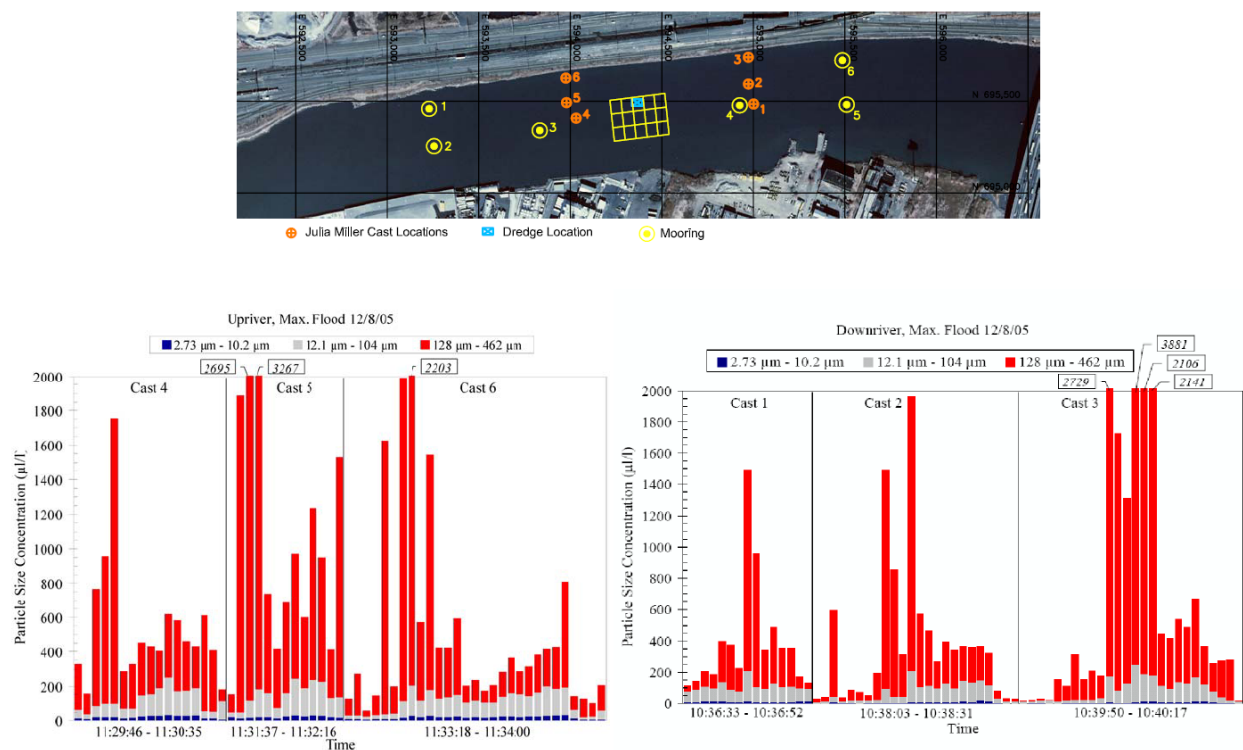 E 592,500
E 593,000
E 593,500
E 594,000
E 594,500
E 595,000
E 595,500
E 596,000
N 695,500
N 695,000
1
2
3
6
5
4
3
2
4
1
6
5
Julia Miller Cast Locations
Dredge Location
Mooring
Upriver, Max. Flood 12/8/05
2.73 µm - 10.2 µm
12.1 µm - 104 µm
128 µm - 462 µm
2695
3267
2203
Cast 4
Cast 5
Cast 6
Particle Size Concentration (µl/l)
2000
1800
1600
1400
1200
1000
800
600
400
200
0
11:29:46 - 11:30:35
11:31:37 - 11:32:16
11:33:18 - 11:34:00
Time
Downriver, Max. Flood 12/8/05
2.73 µm - 10.2 µm
12.1 µm - 104 µm
128 µm - 462 µm
3881
2729
2106
2141
Cast 1
Cast 2
Cast 3
Particle Size Concentration (µl/l)
2000
1800
1600
1400
1200
1000
800
600
400
200
0
10:36:33 - 10:36:52
10:38:03 - 10:38:31
10:39:50 - 10:40:17
Time